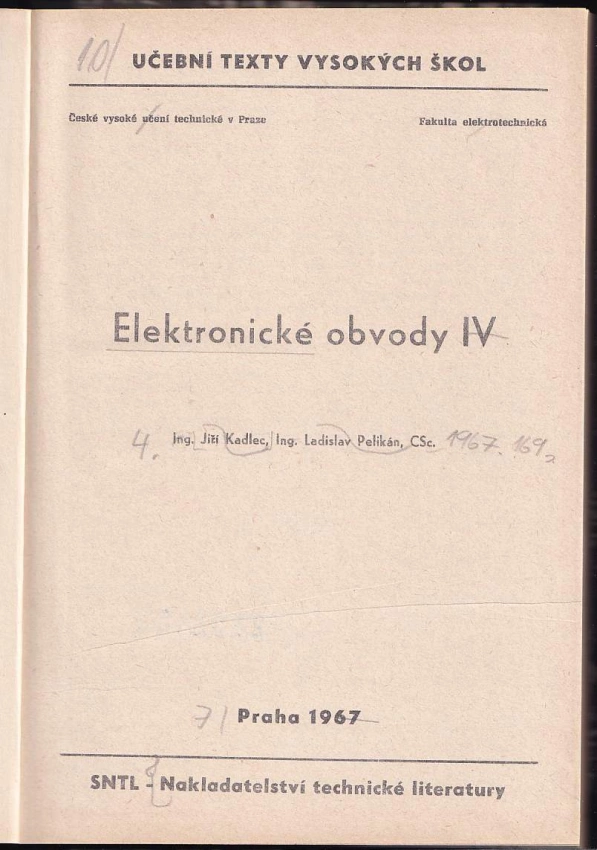 10/ UČEBNÍ TEXTY VYSOKÝCH ŠKOL
České vysoké učení technické v Praze Fakulta elektrotechnická
Elektronické obvody IV
4. Ing. Jiří Kadlec, Ing. Ladislav Pelikán, CSc. 1967. 169,
7/ Praha 1967
SNTL - Nakladatelství technické literatury